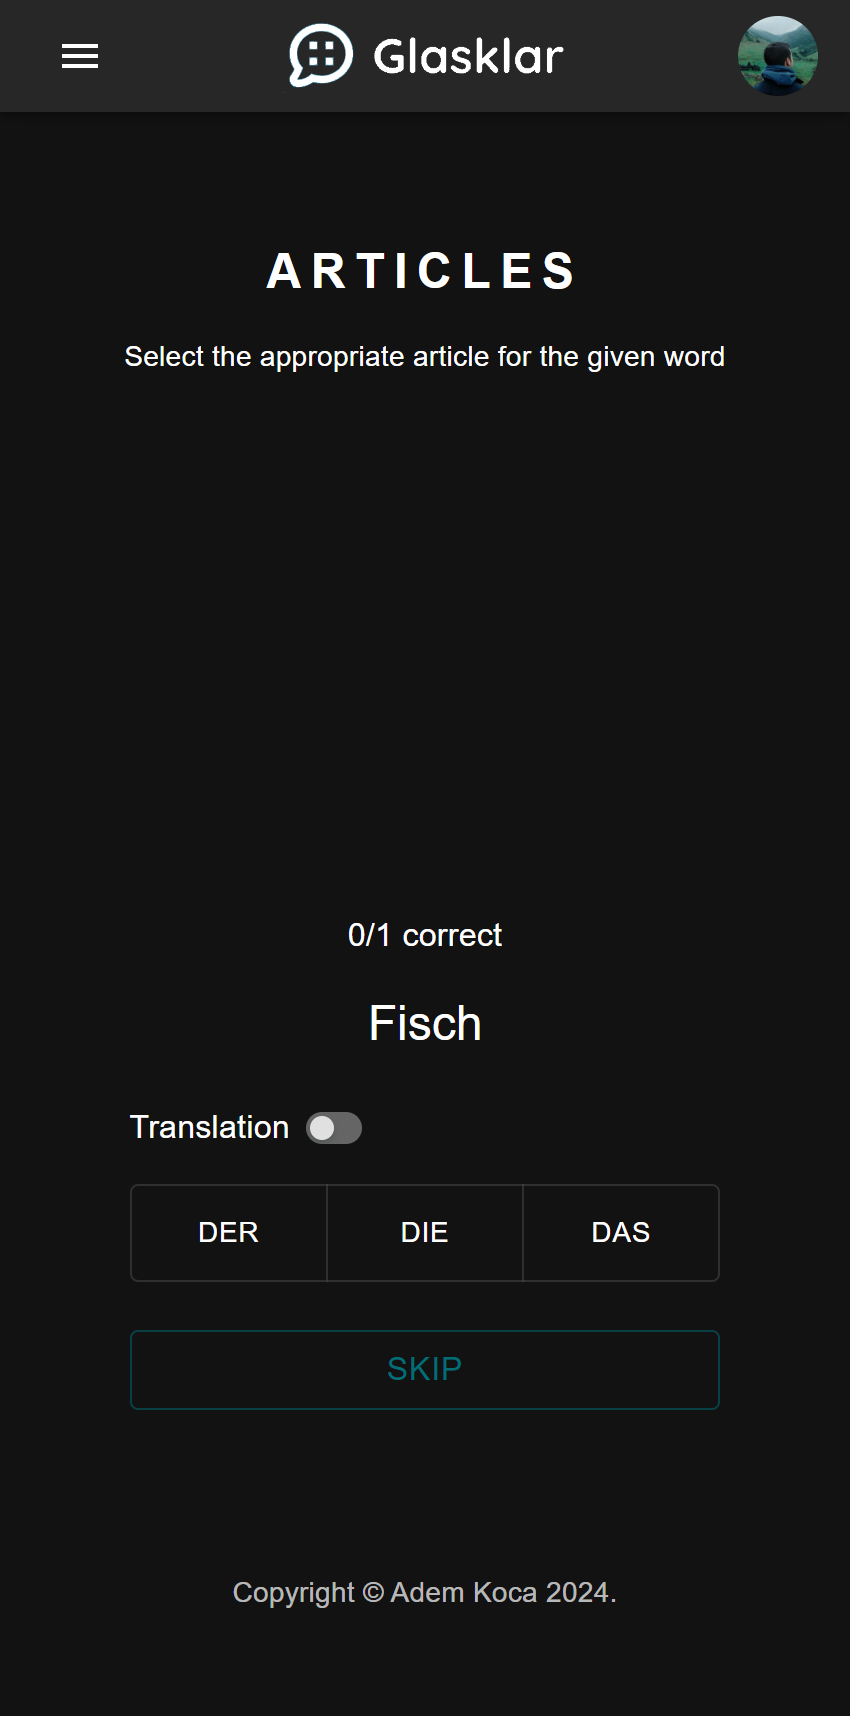 Glasklar
ARTICLES
Select the appropriate article for the given word
0/1 correct
Fisch
Translation
DER DIE DAS
SKIP
Copyright © Adem Koca 2024.